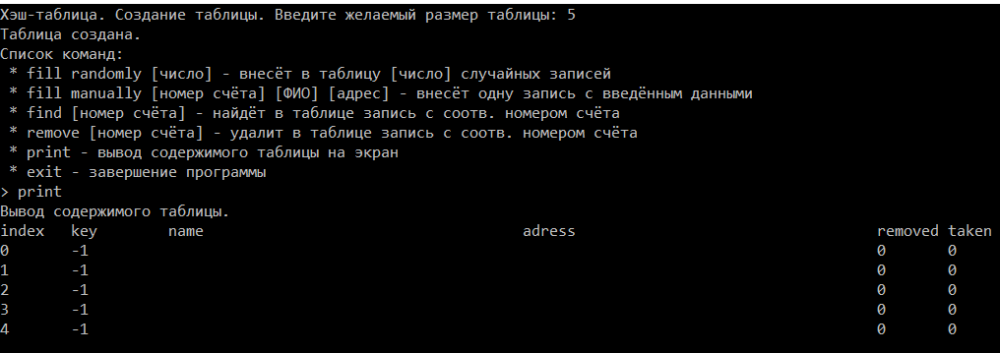 Хэш-таблица. Создание таблицы. Введите желаемый размер таблицы: 5
Таблица создана.
Список команд:
* fill randomly [число] - внесёт в таблицу [число] случайных записей
* fill manually [номер счёта] [ФИО] [адрес] - внесёт одну запись с введённым данными
* find [номер счёта] - найдёт в таблице запись с соотв. номером счёта
* remove [номер счёта] - удалит в таблице запись с соотв. номером счёта
* print - вывод содержимого таблицы на экран
* exit - завершение программы
> print
Вывод содержимого таблицы.
index key name adress removed taken
0 -1 0 0
1 -1 0 0
2 -1 0 0
3 -1 0 0
4 -1 0 0